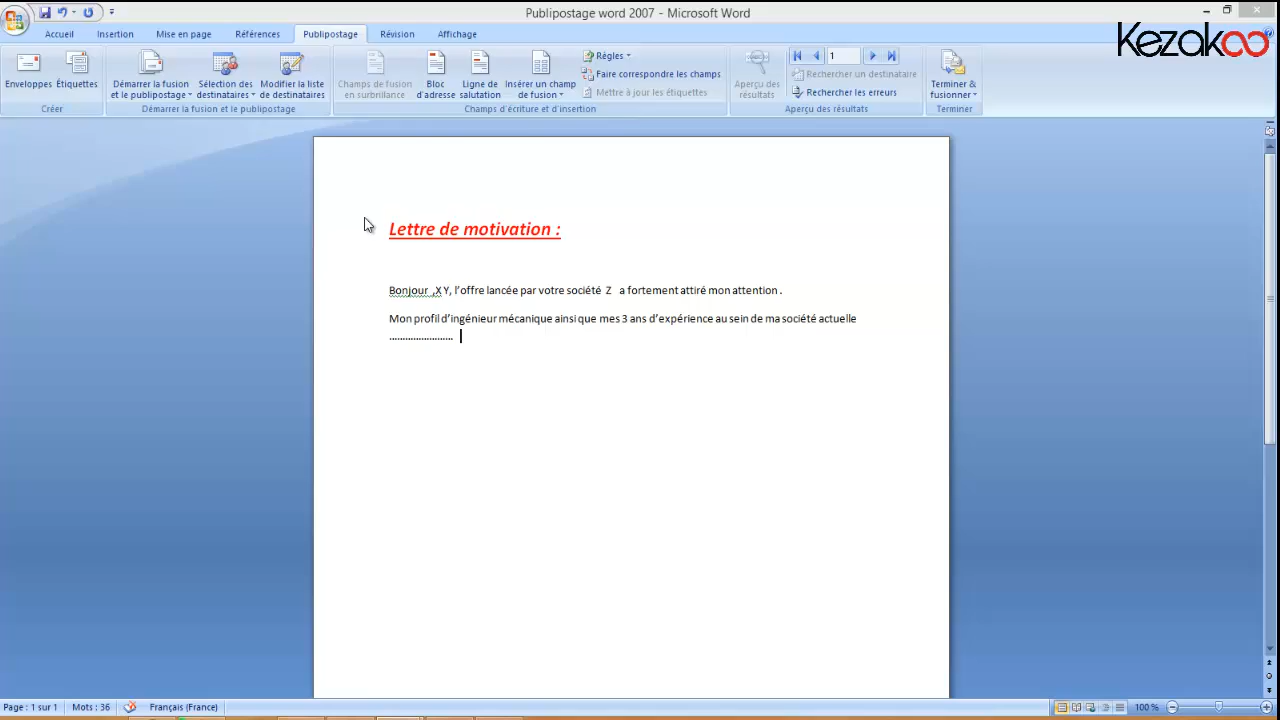 Publipostage word 2007 - Microsoft Word
Accueil Insertion Mise en page Références Publipostage Révision Affichage
Kezakoo
Enveloppes Étiquettes
Créer
Démarrer la fusion et le publipostage
Sélection des destinataires
Modifier la liste de destinataires
Démarrer la fusion et le publipostage
Champs de fusion en surbrillance
Bloc d'adresse
Ligne de salutation
Insérer un champ de fusion
Règles
Faire correspondre les champs
Mettre à jour les étiquettes
Champs d'écriture et d'insertion
Aperçu des résultats
1
Rechercher un destinataire
Rechercher les erreurs
Aperçu des résultats
Terminer & fusionner
Terminer
Lettre de motivation :
Bonjour ,X Y, l'offre lancée par votre société Z a fortement attiré mon attention .
Mon profil d'ingénieur mécanique ainsi que mes 3 ans d'expérience au sein de ma société actuelle
........................
Page : 1 sur 1 Mots : 36 Français (France) 100 %